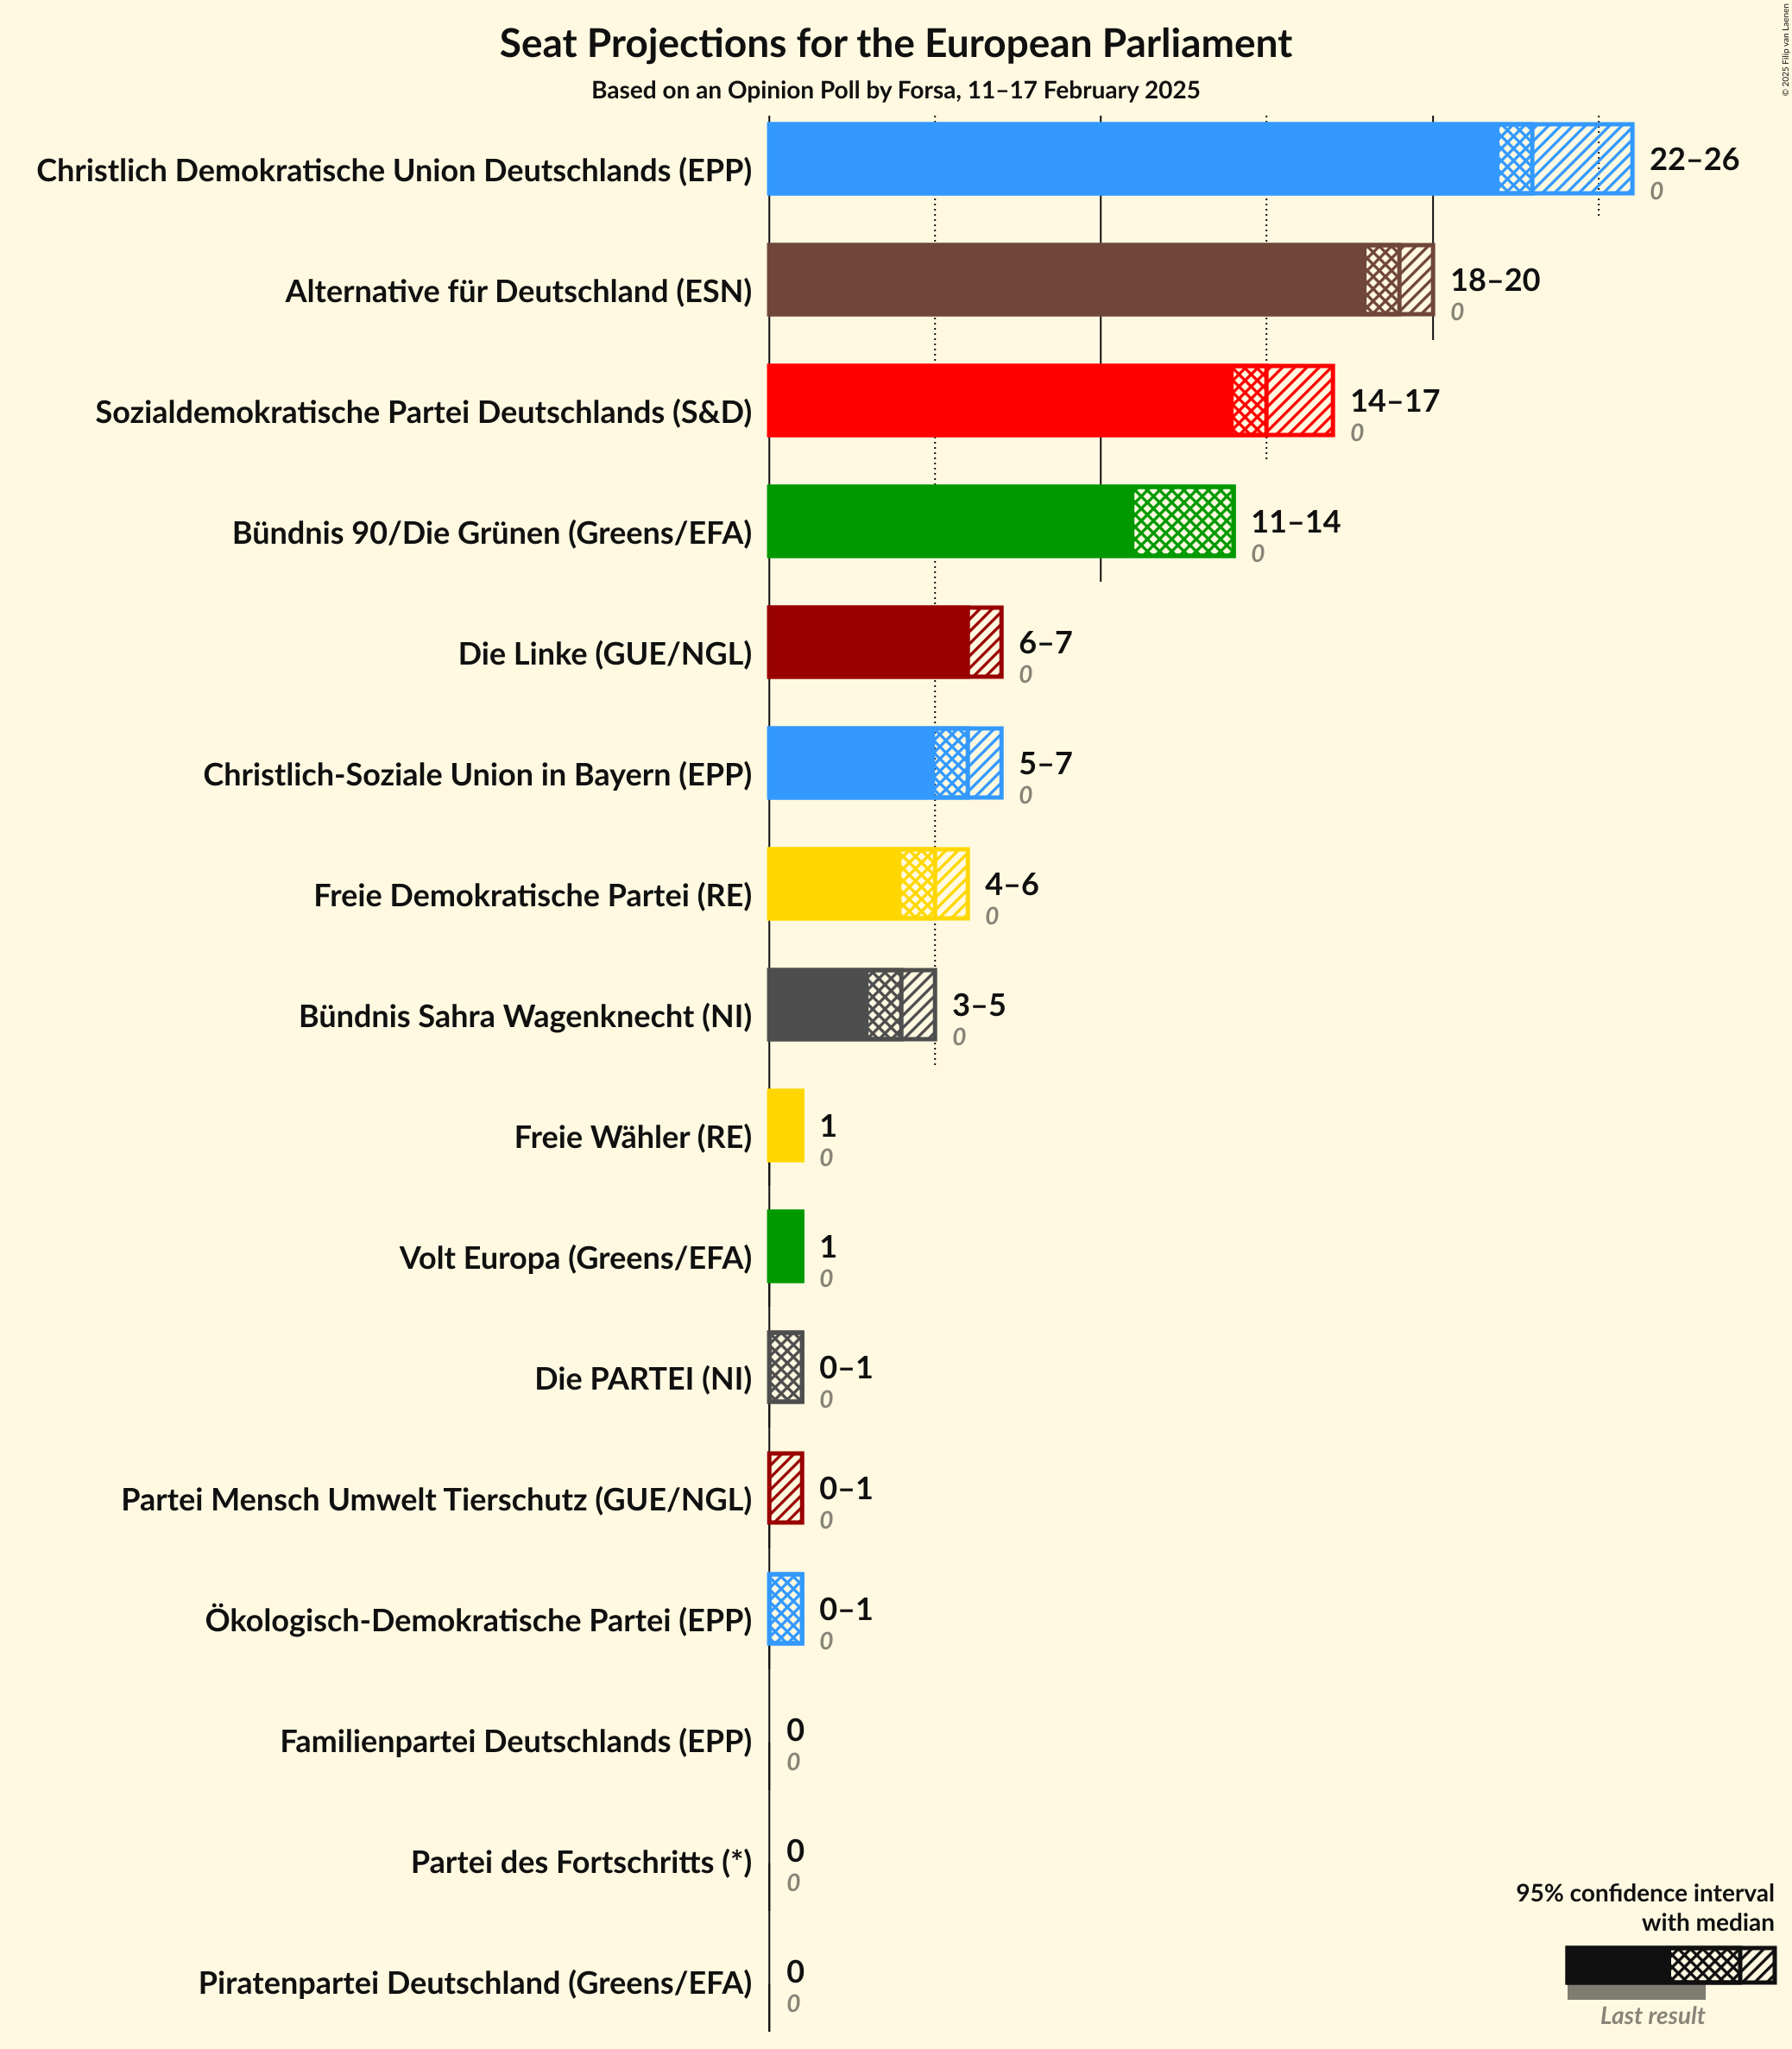 Seat Projections for the European Parliament
Based on an Opinion Poll by Forsa, 11–17 February 2025
© 2025 Filip van Laenen
Christlich Demokratische Union Deutschlands (EPP)
22–26
0
Alternative für Deutschland (ESN)
18–20
0
Sozialdemokratische Partei Deutschlands (S&D)
14–17
0
Bündnis 90/Die Grünen (Greens/EFA)
11–14
0
Die Linke (GUE/NGL)
6–7
0
Christlich-Soziale Union in Bayern (EPP)
5–7
0
Freie Demokratische Partei (RE)
4–6
0
Bündnis Sahra Wagenknecht (NI)
3–5
0
Freie Wähler (RE)
1
0
Volt Europa (Greens/EFA)
1
0
Die PARTEI (NI)
0–1
0
Partei Mensch Umwelt Tierschutz (GUE/NGL)
0–1
0
Ökologisch-Demokratische Partei (EPP)
0–1
0
Familienpartei Deutschlands (EPP)
0
0
Partei des Fortschritts (*)
0
0
Piratenpartei Deutschland (Greens/EFA)
0
0
95% confidence interval
with median
Last result